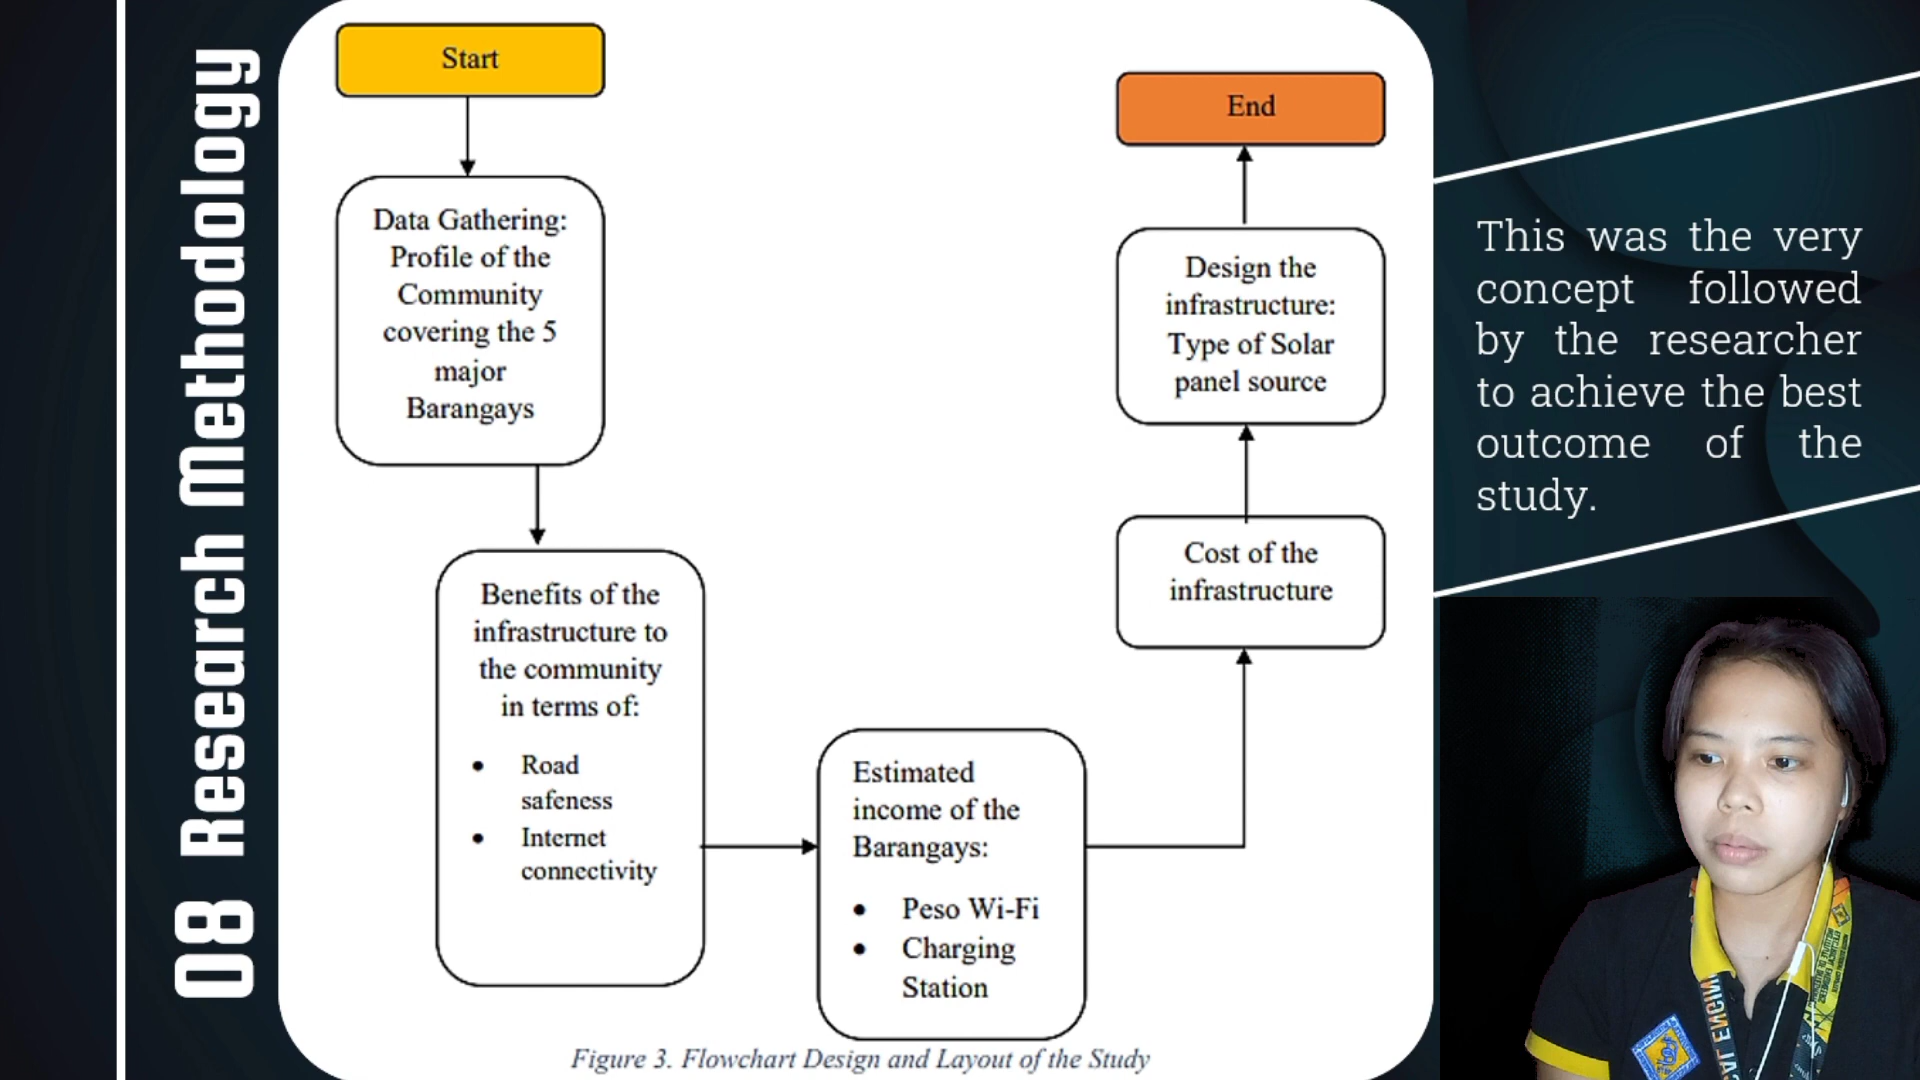 08 Research Methodology
Start
Data Gathering:
Profile of the
Community
covering the 5
major
Barangays
Benefits of the
infrastructure to
the community
in terms of:
• Road
safeness
• Internet
connectivity
Estimated
income of the
Barangays:
• Peso Wi-Fi
• Charging
Station
Cost of the
infrastructure
Design the
infrastructure:
Type of Solar
panel source
End
Figure 3. Flowchart Design and Layout of the Study
This was the very
concept followed
by the researcher
to achieve the best
outcome of the
study.